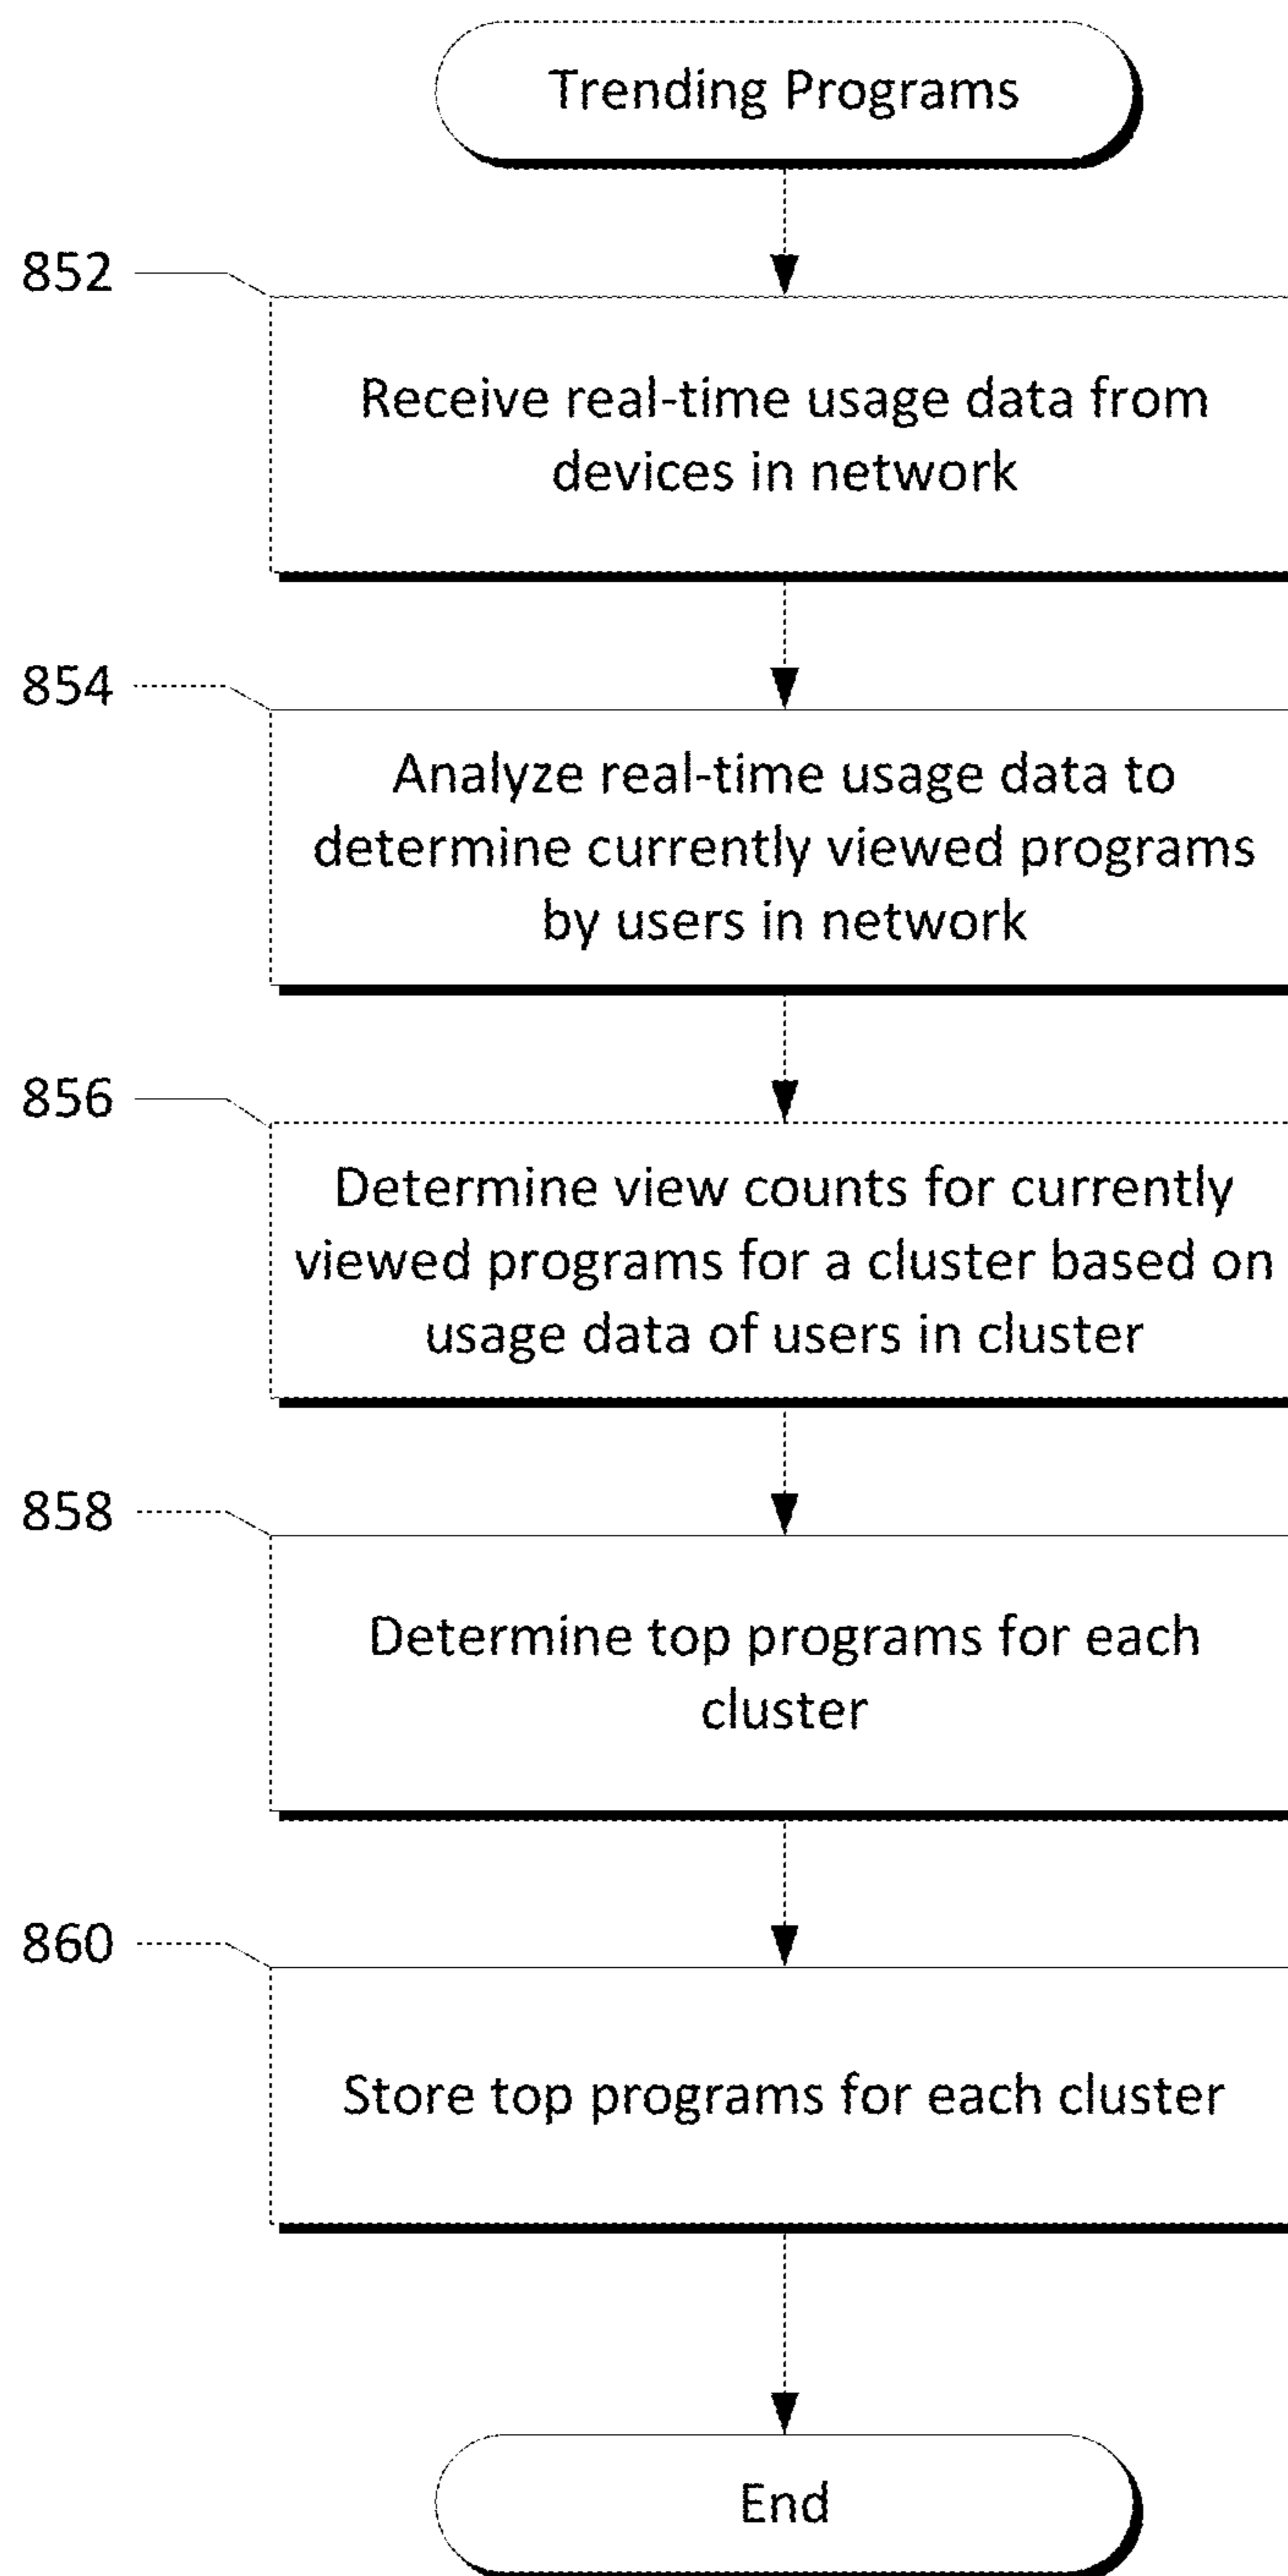 Trending Programs
852
Receive real-time usage data from
devices in network
854
Analyze real-time usage data to
determine currently viewed programs
by users in network
856
Determine view counts for currently
viewed programs for a cluster based on
usage data of users in cluster
858
Determine top programs for each
cluster
860
Store top programs for each cluster
End